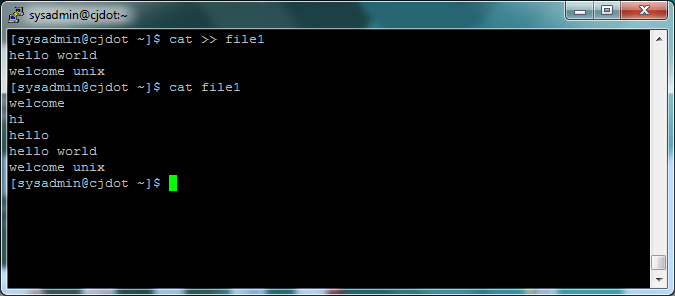 sysadmin@cjdot:~
[sysadmin@cjdot ~]$ cat >> file1
hello world
welcome unix
[sysadmin@cjdot ~]$ cat file1
welcome
hi
hello
hello world
welcome unix
[sysadmin@cjdot ~]$